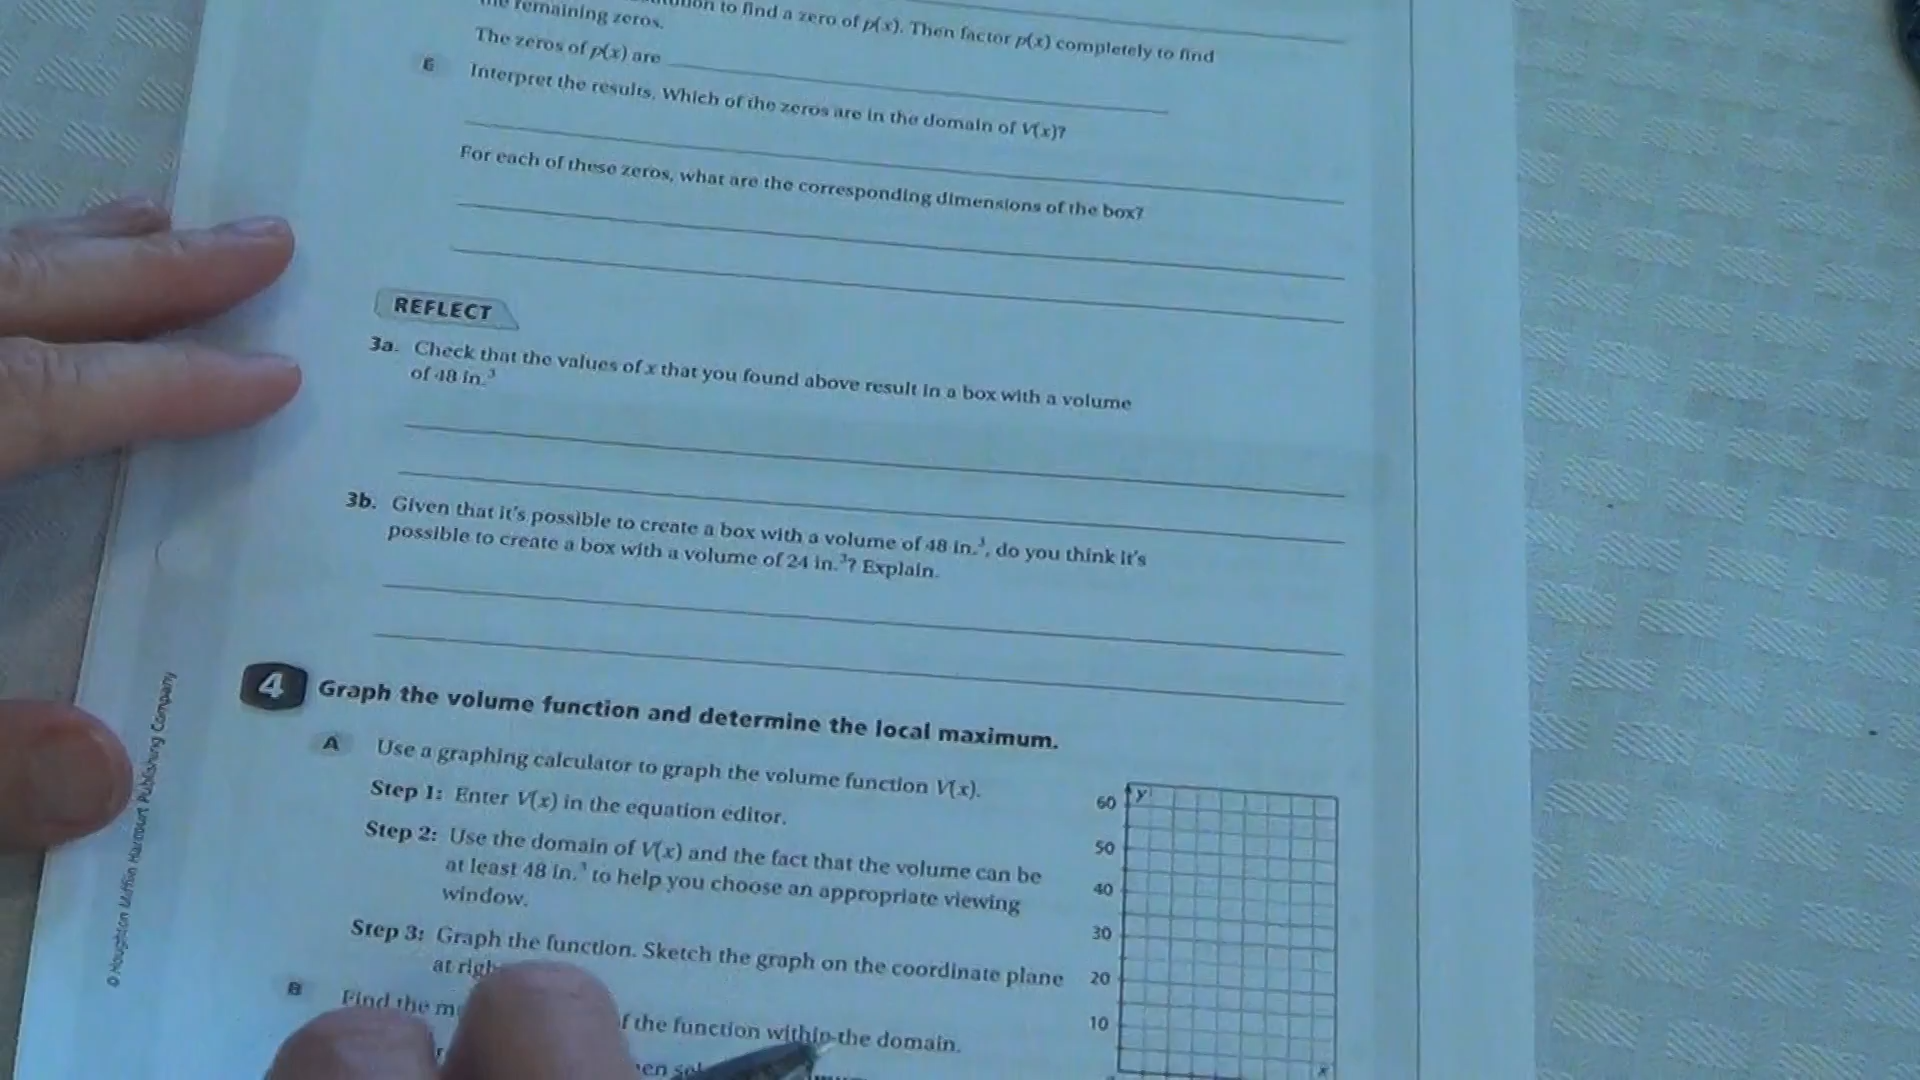 to find a zero of p(x). Then factor p(x) completely to find
the remaining zeros.
The zeros of p(x) are
E Interpret the results. Which of the zeros are in the domain of V(x)?
For each of these zeros, what are the corresponding dimensions of the box?
REFLECT
3a. Check that the values of x that you found above result in a box with a volume
of 48 in.³
3b. Given that it's possible to create a box with a volume of 48 in.³, do you think it's
possible to create a box with a volume of 24 in.³? Explain.
4 Graph the volume function and determine the local maximum.
A Use a graphing calculator to graph the volume function V(x).
Step 1: Enter V(x) in the equation editor.
Step 2: Use the domain of V(x) and the fact that the volume can be
at least 48 in.³ to help you choose an appropriate viewing
window.
Step 3: Graph the function. Sketch the graph on the coordinate plane
at
B Find the of the function within the domain.
y
60
50
40
30
20
10
x
© Houghton Mifflin Harcourt Publishing Company